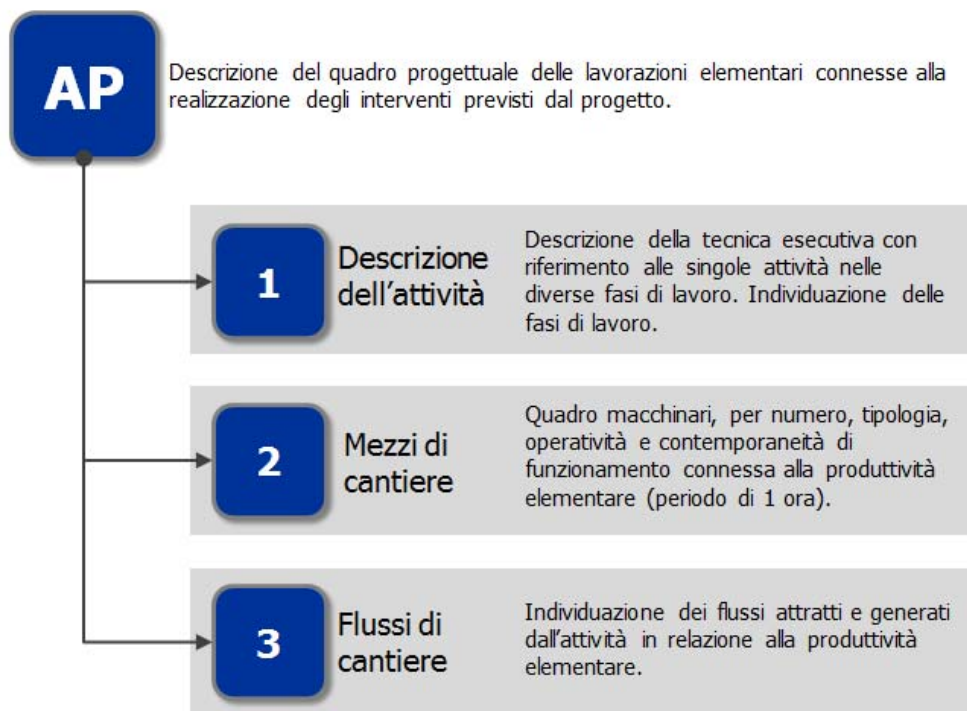 AP
Descrizione del quadro progettuale delle lavorazioni elementari connesse alla
realizzazione degli interventi previsti dal progetto.
1
Descrizione
dell'attività
Descrizione della tecnica esecutiva con
riferimento alle singole attività nelle
diverse fasi di lavoro. Individuazione delle
fasi di lavoro.
2
Mezzi di
cantiere
Quadro macchinari, per numero, tipologia,
operatività e contemporaneità di
funzionamento connessa alla produttività
elementare (periodo di 1 ora).
3
Flussi di
cantiere
Individuazione dei flussi attratti e generati
dall'attività in relazione alla produttività
elementare.